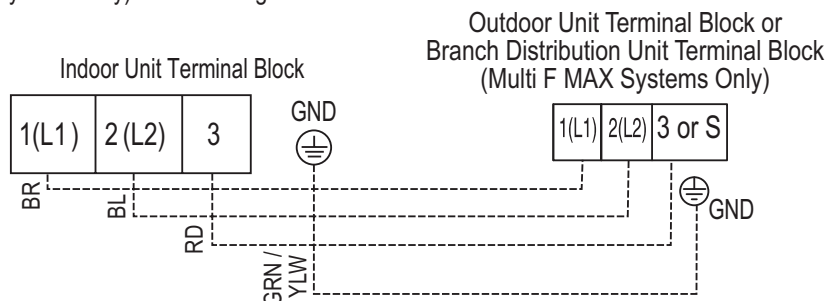 Outdoor Unit Terminal Block or
Branch Distribution Unit Terminal Block
(Multi F MAX Systems Only)
Indoor Unit Terminal Block
1(L1) 2(L2) 3
GND
1(L1) 2(L2) 3 or S
GND
BR
BL
RD
GRN /
YLW